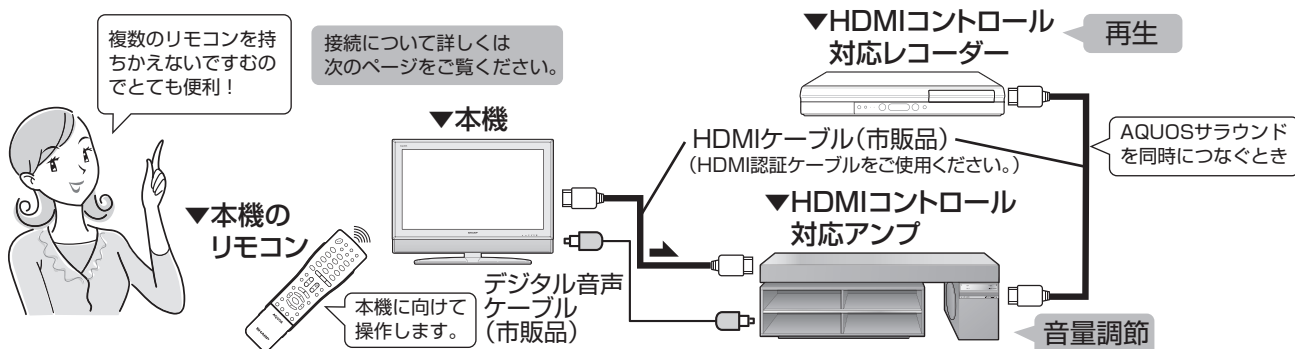 複数のリモコンを持
ちかえないですむの
でとても便利！
接続について詳しくは
次のページをご覧ください。
▼本機
▼本機の
リモコン
本機に向けて
操作します。
デジタル音声
ケーブル
（市販品）
▼HDMIコントロール
対応レコーダー
再生
HDMIケーブル（市販品）
（HDMI認証ケーブルをご使用ください。）
AQUOSサラウンド
を同時につなぐとき
▼HDMIコントロール
対応アンプ
音量調節